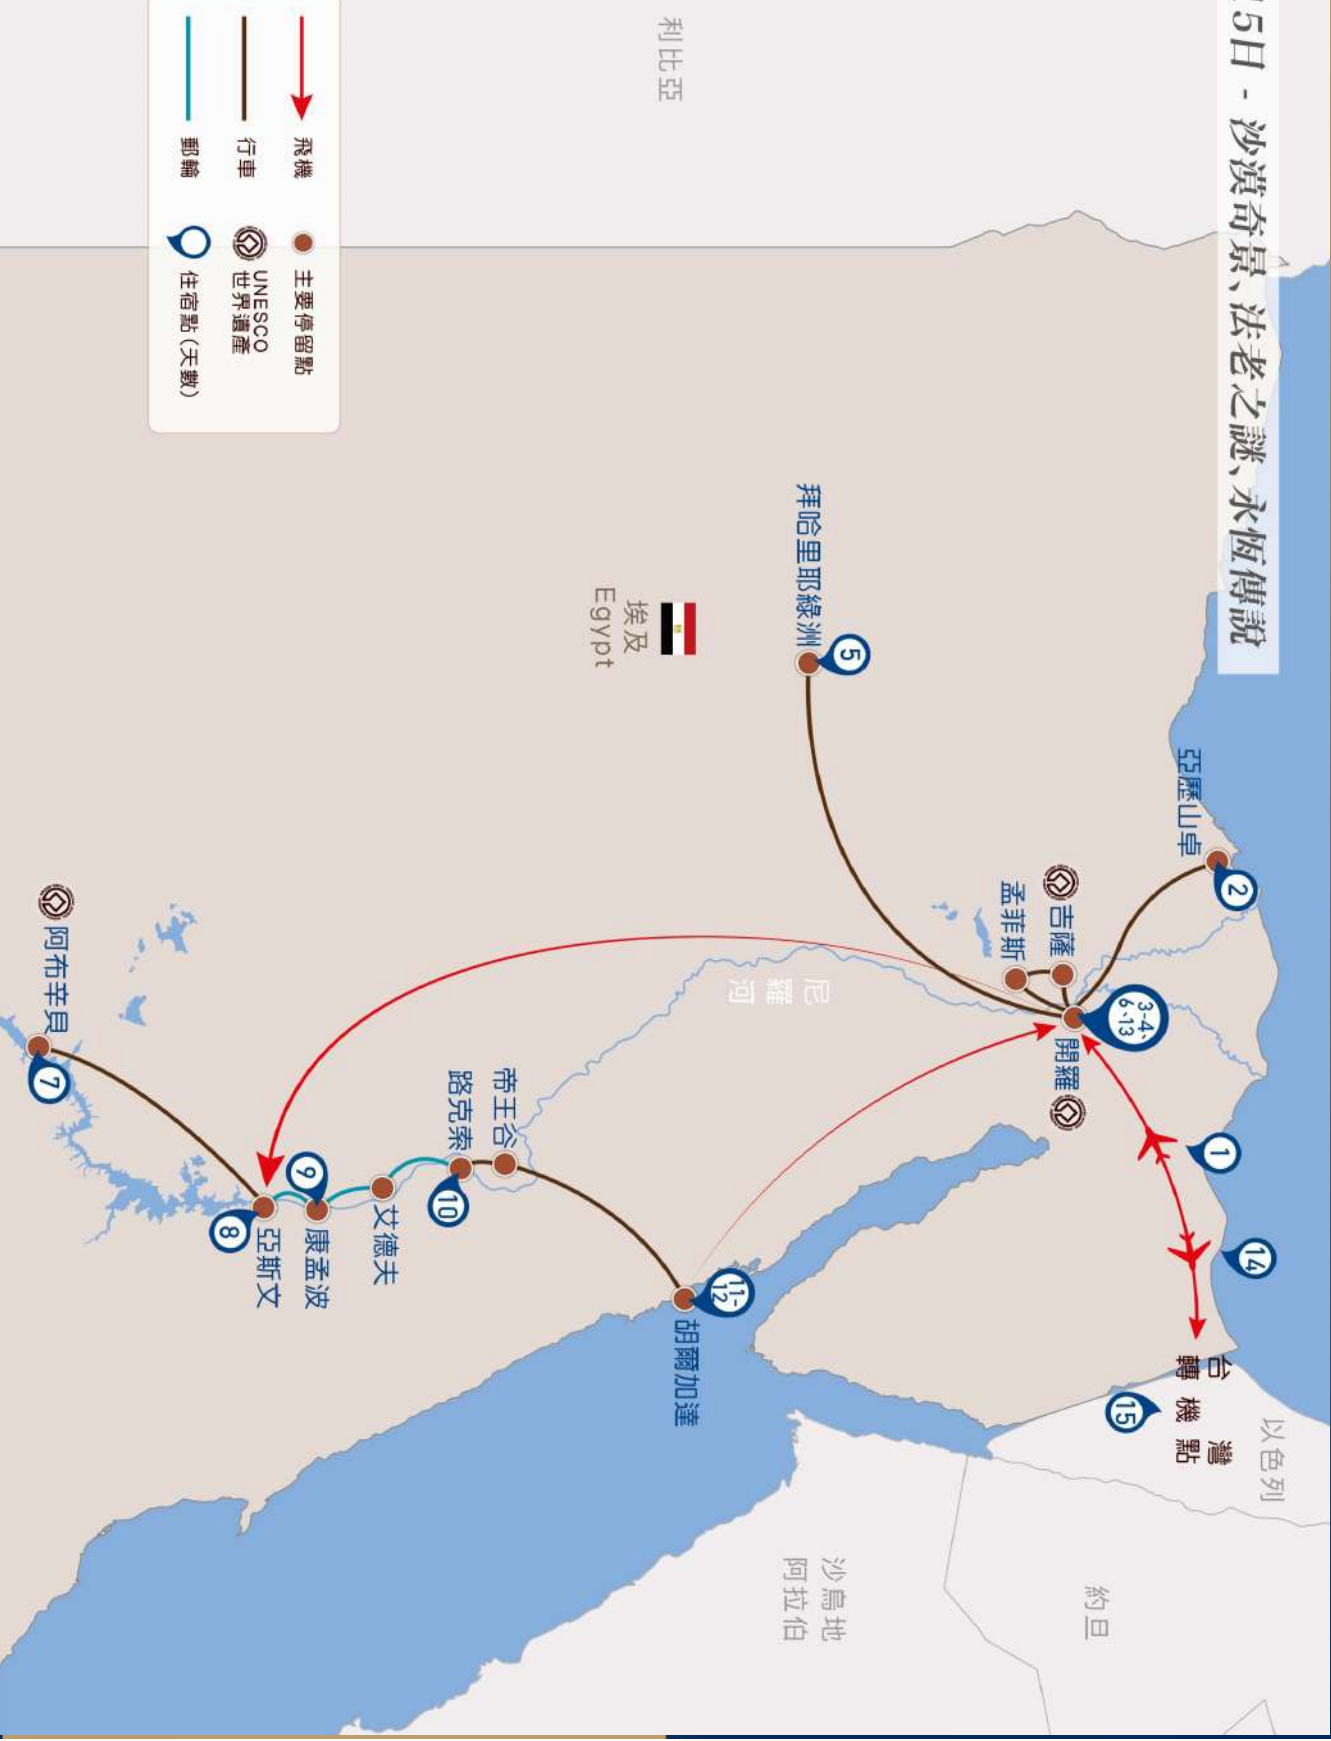 15日 - 沙漠奇景、法老之謎、永恆傳說
利比亞
以色列
約旦
沙烏地
阿拉伯
埃及
Egypt
尼羅河
亞歷山卓
2
吉薩
孟菲斯
3-4、
6、13
開羅
1
14
台灣
轉機點
15
拜哈里耶綠洲
5
胡爾加達
11-
12
帝王谷
路克索
10
艾德夫
康孟波
9
亞斯文
8
阿布辛貝
7
飛機
行車
郵輪
主要停留點
UNESCO
世界遺產
住宿點(天數)